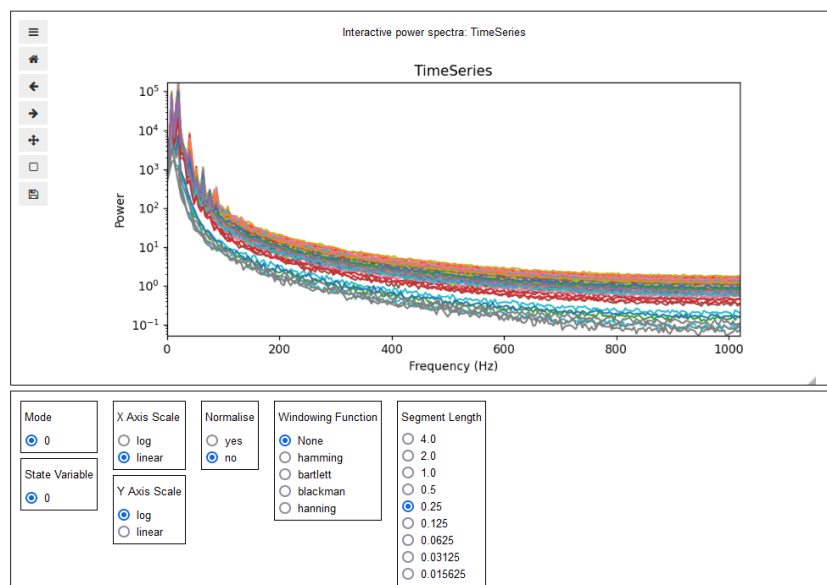 Interactive power spectra: TimeSeries
TimeSeries
10⁵
10⁴
10³
10²
10¹
10⁰
10⁻¹
Power
0 200 400 600 800 1000
Frequency (Hz)
Mode
0
State Variable
0
X Axis Scale
log
linear
Y Axis Scale
log
linear
Normalise
yes
no
Windowing Function
None
hamming
bartlett
blackman
hanning
Segment Length
4.0
2.0
1.0
0.5
0.25
0.125
0.0625
0.03125
0.015625